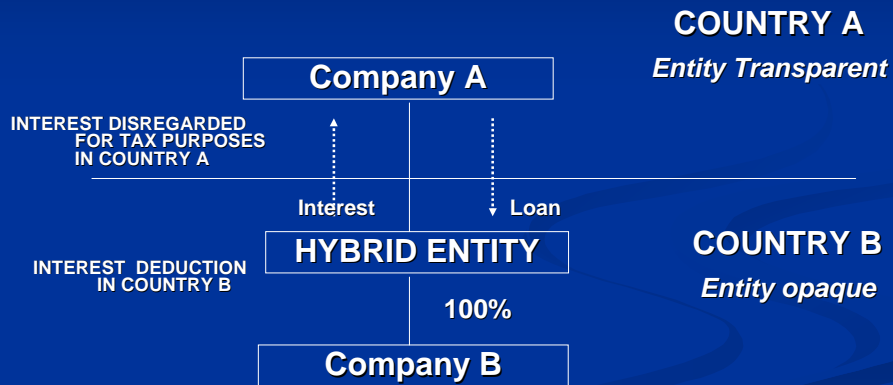 COUNTRY A
Entity Transparent
Company A
INTEREST DISREGARDED
FOR TAX PURPOSES
IN COUNTRY A
Interest
Loan
HYBRID ENTITY
COUNTRY B
Entity opaque
INTEREST DEDUCTION
IN COUNTRY B
100%
Company B